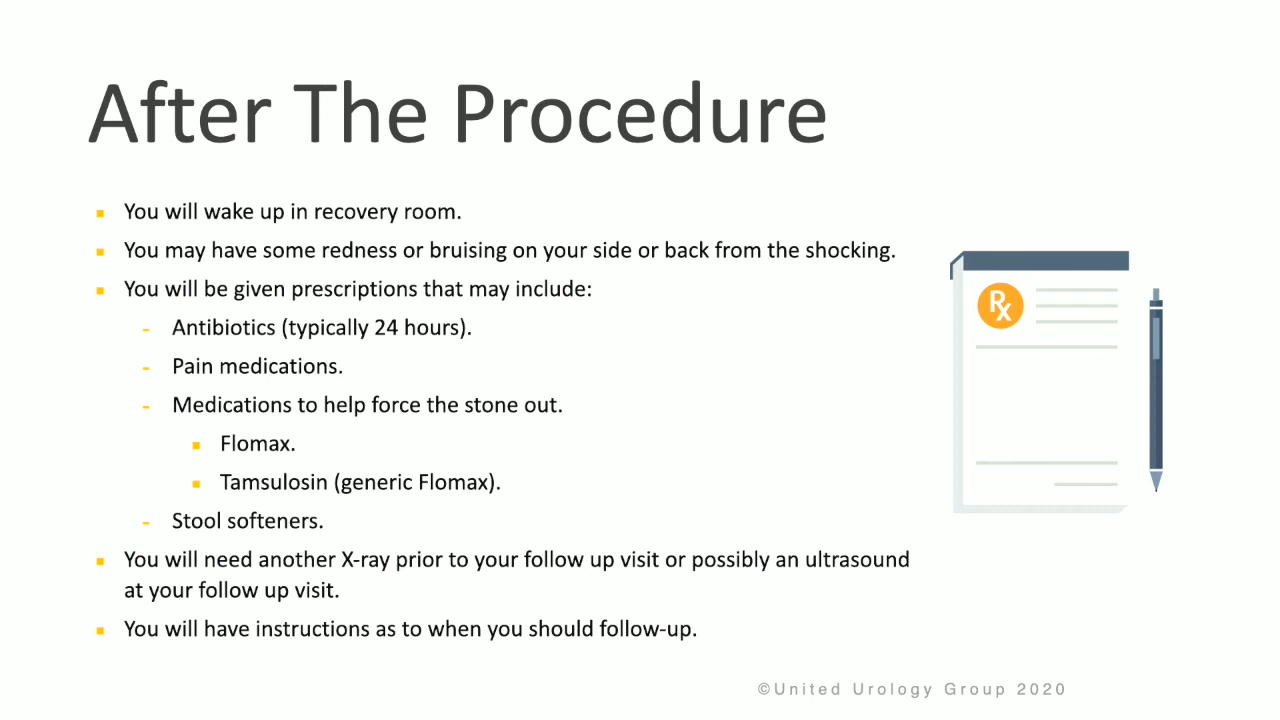 After The Procedure
▪ You will wake up in recovery room.
▪ You may have some redness or bruising on your side or back from the shocking.
▪ You will be given prescriptions that may include:
- Antibiotics (typically 24 hours).
- Pain medications.
- Medications to help force the stone out.
▪ Flomax.
▪ Tamsulosin (generic Flomax).
- Stool softeners.
▪ You will need another X-ray prior to your follow up visit or possibly an ultrasound
at your follow up visit.
▪ You will have instructions as to when you should follow-up.
Rx
©United Urology Group 2020